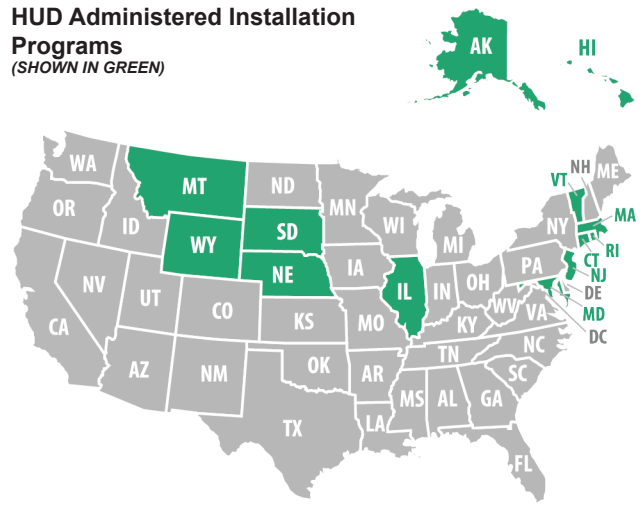 HUD Administered Installation
Programs
(SHOWN IN GREEN)
AK
HI
WA
MT
ND
MN
OR
ID
WY
SD
WI
MI
NY
VT
NH
ME
MA
RI
CT
NJ
DE
MD
DC
NV
UT
CO
NE
IA
IL
IN
OH
PA
CA
AZ
NM
KS
MO
KY
WV
VA
OK
AR
TN
NC
SC
TX
LA
MS
AL
GA
FL